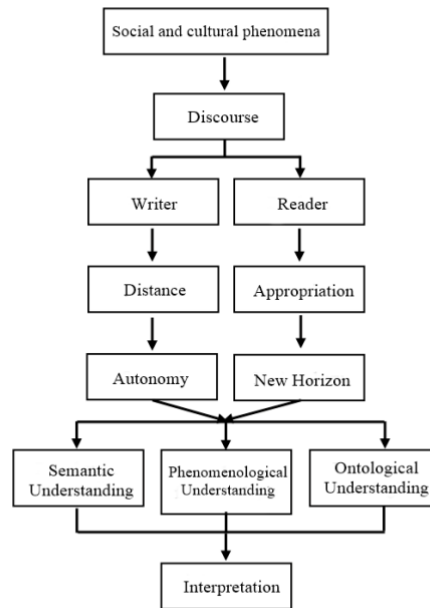 Social and cultural phenomena
Discourse
Writer
Reader
Distance
Appropriation
Autonomy
New Horizon
Semantic
Understanding
Phenomenological
Understanding
Ontological
Understanding
Interpretation